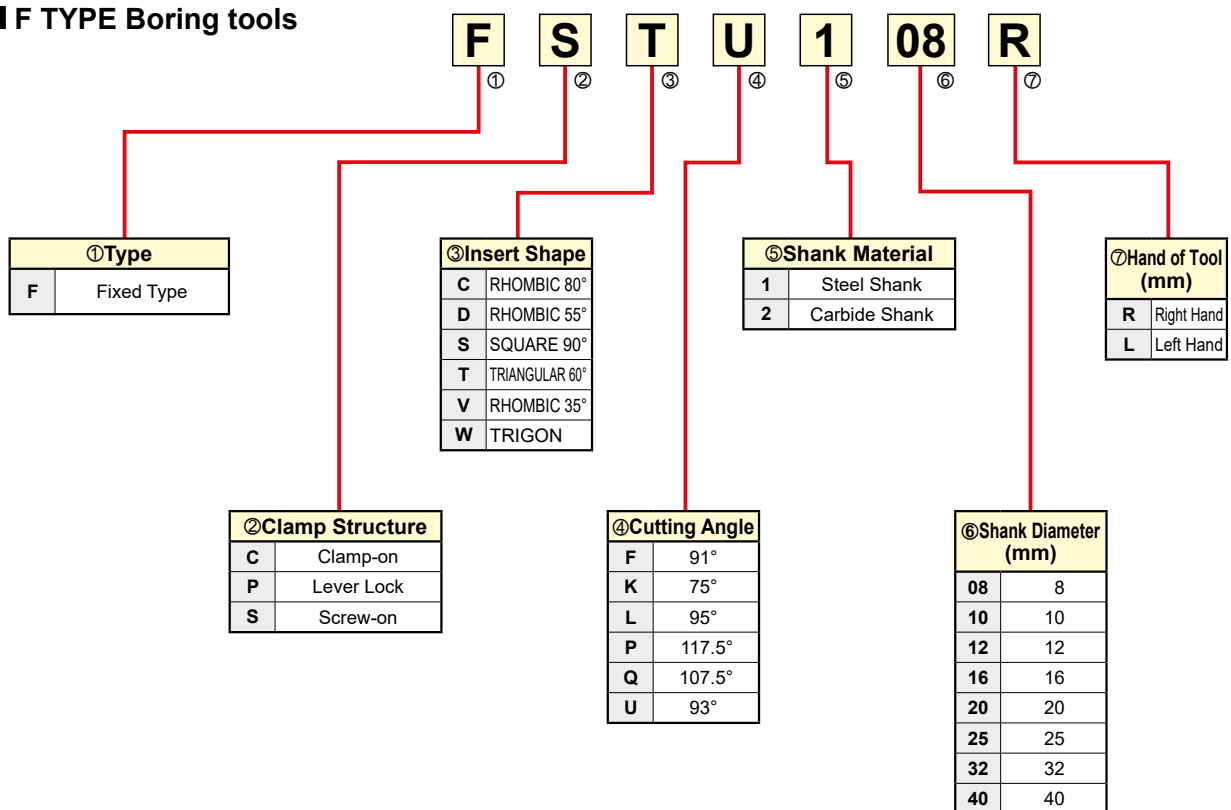 F TYPE Boring tools
F S T U 1 08 R
① ② ③ ④ ⑤ ⑥ ⑦
①Type
F Fixed Type
③Insert Shape
C RHOMBIC 80°
D RHOMBIC 55°
S SQUARE 90°
T TRIANGULAR 60°
V RHOMBIC 35°
W TRIGON
⑤Shank Material
1 Steel Shank
2 Carbide Shank
⑦Hand of Tool
(mm)
R Right Hand
L Left Hand
②Clamp Structure
C Clamp-on
P Lever Lock
S Screw-on
④Cutting Angle
F 91°
K 75°
L 95°
P 117.5°
Q 107.5°
U 93°
⑥Shank Diameter
(mm)
08 8
10 10
12 12
16 16
20 20
25 25
32 32
40 40